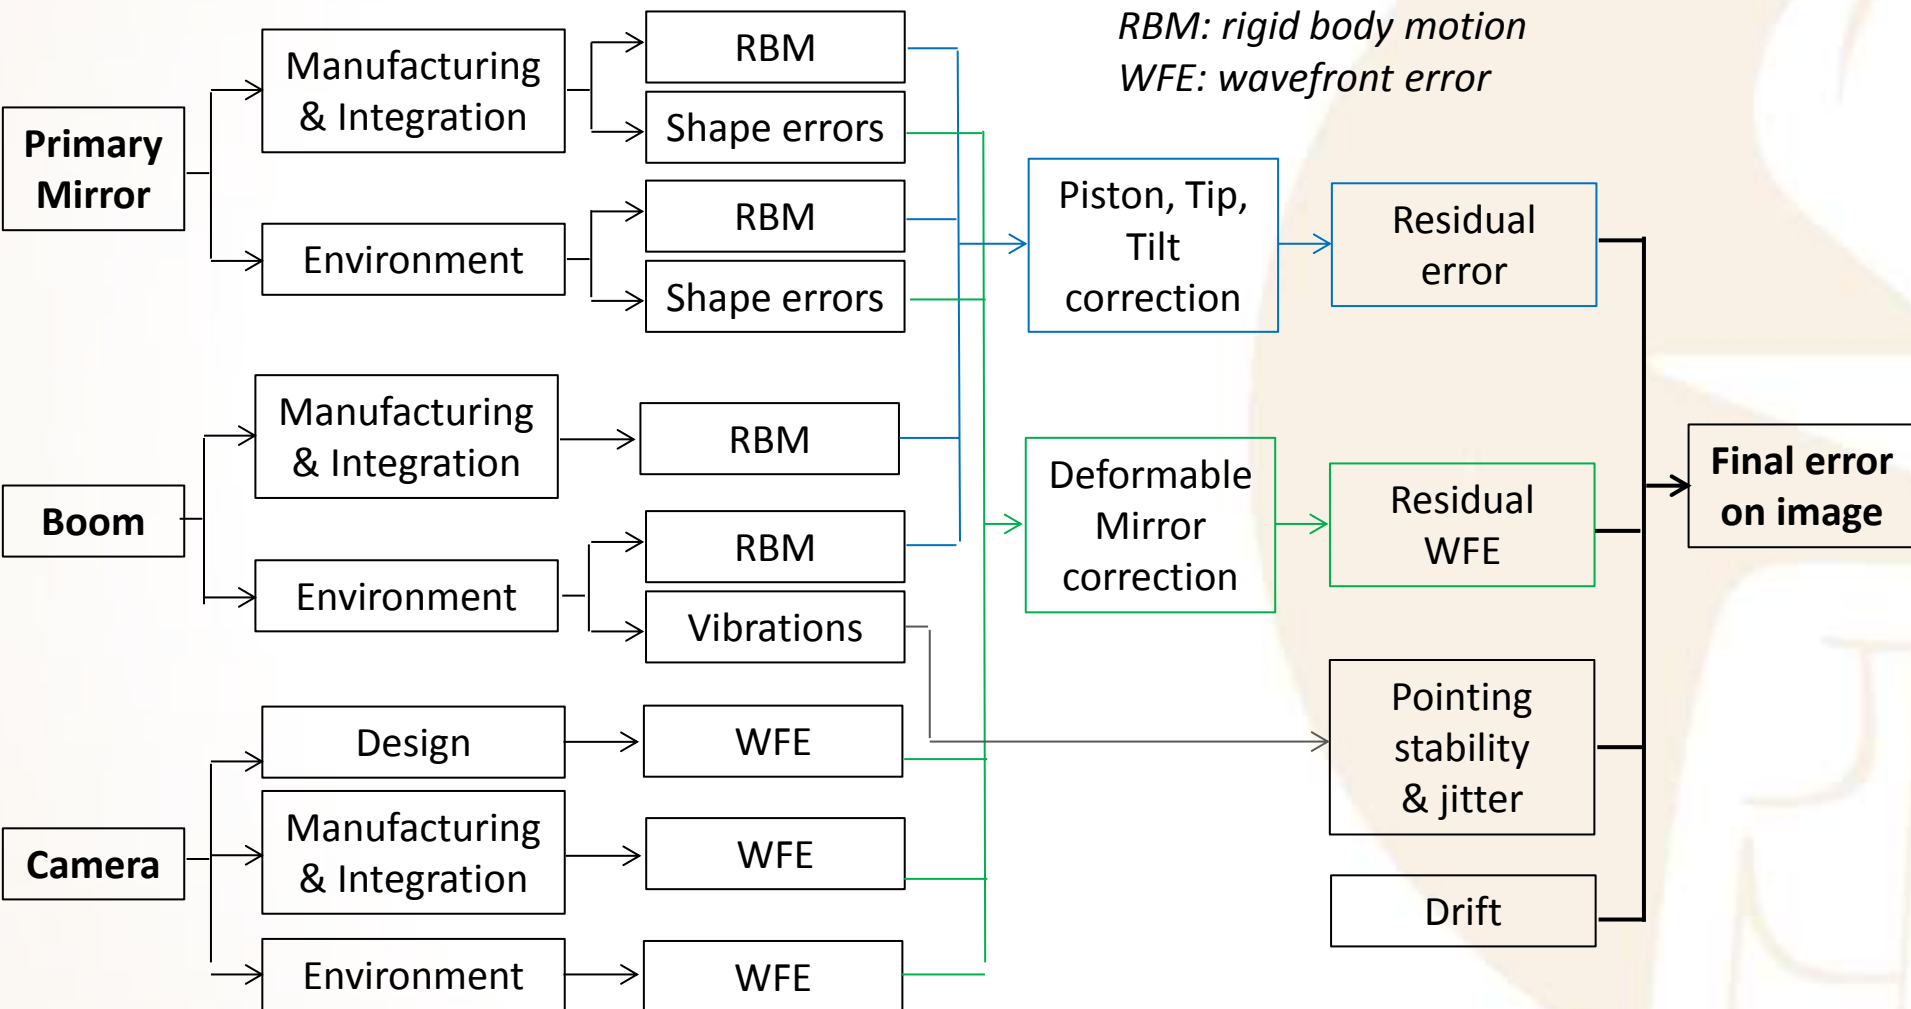 RBM: rigid body motion
WFE: wavefront error
Primary
Mirror
Manufacturing
& Integration
RBM
Shape errors
Environment
RBM
Shape errors
Boom
Manufacturing
& Integration
RBM
Environment
RBM
Vibrations
Camera
Design
WFE
Manufacturing
& Integration
WFE
Environment
WFE
Piston, Tip,
Tilt
correction
Residual
error
Deformable
Mirror
correction
Residual
WFE
Pointing
stability
& jitter
Drift
Final error
on image